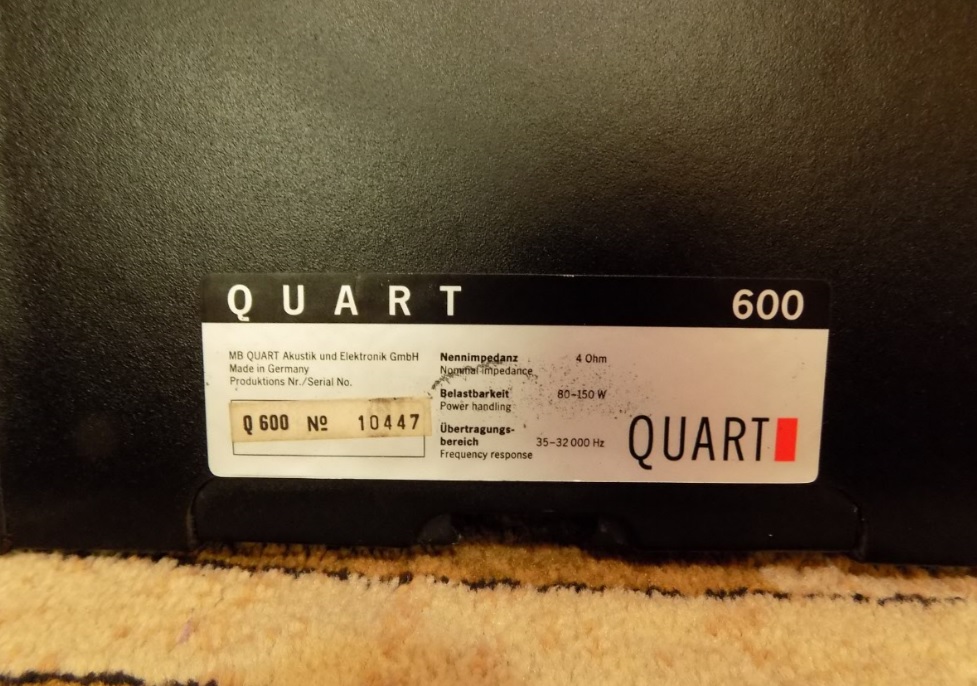 QUART 600
MB QUART Akustik und Elektronik GmbH
Made in Germany
Produktions Nr./Serial No.
Q 600 Nº 10447
Nennimpedanz 4 Ohm
Nominal impedance
Belastbarkeit 80–150 W
Power handling
Übertragungs-
bereich 35–32 000 Hz
Frequency response
QUART